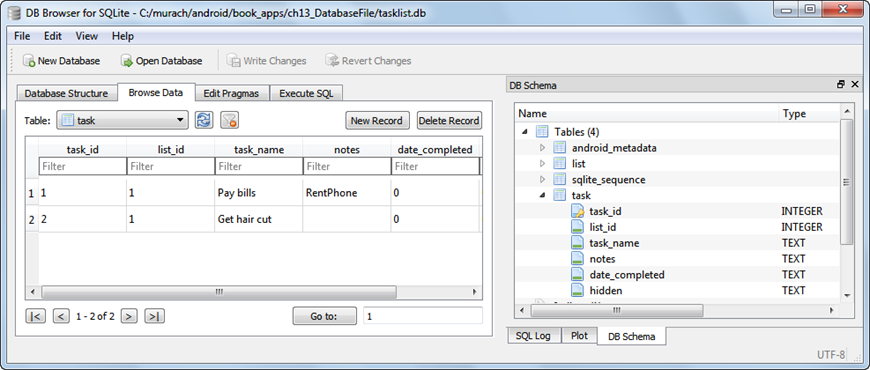 DB Browser for SQLite - C:/murach/android/book_apps/ch13_DatabaseFile/tasklist.db
File Edit View Help
New Database Open Database Write Changes Revert Changes
Database Structure Browse Data Edit Pragmas Execute SQL
Table: task New Record Delete Record
task_id list_id task_name notes date_completed
Filter Filter Filter Filter Filter
1 1 1 Pay bills RentPhone 0
2 2 1 Get hair cut 0
|< < 1 - 2 of 2 > >| Go to: 1
DB Schema
Name Type
Tables (4)
android_metadata
list
sqlite_sequence
task
task_id INTEGER
list_id INTEGER
task_name TEXT
notes TEXT
date_completed TEXT
hidden TEXT
SQL Log Plot DB Schema
UTF-8